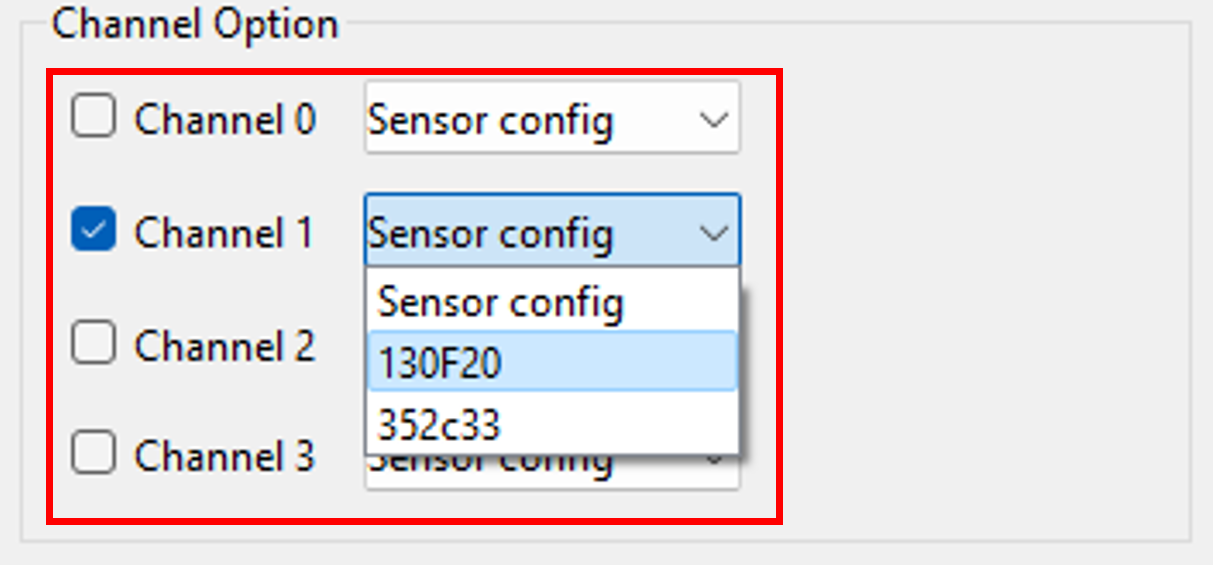 Channel Option
Channel 0 Sensor config
Channel 1 Sensor config
Sensor config
130F20
Channel 2
352c33
Channel 3 Sensor config